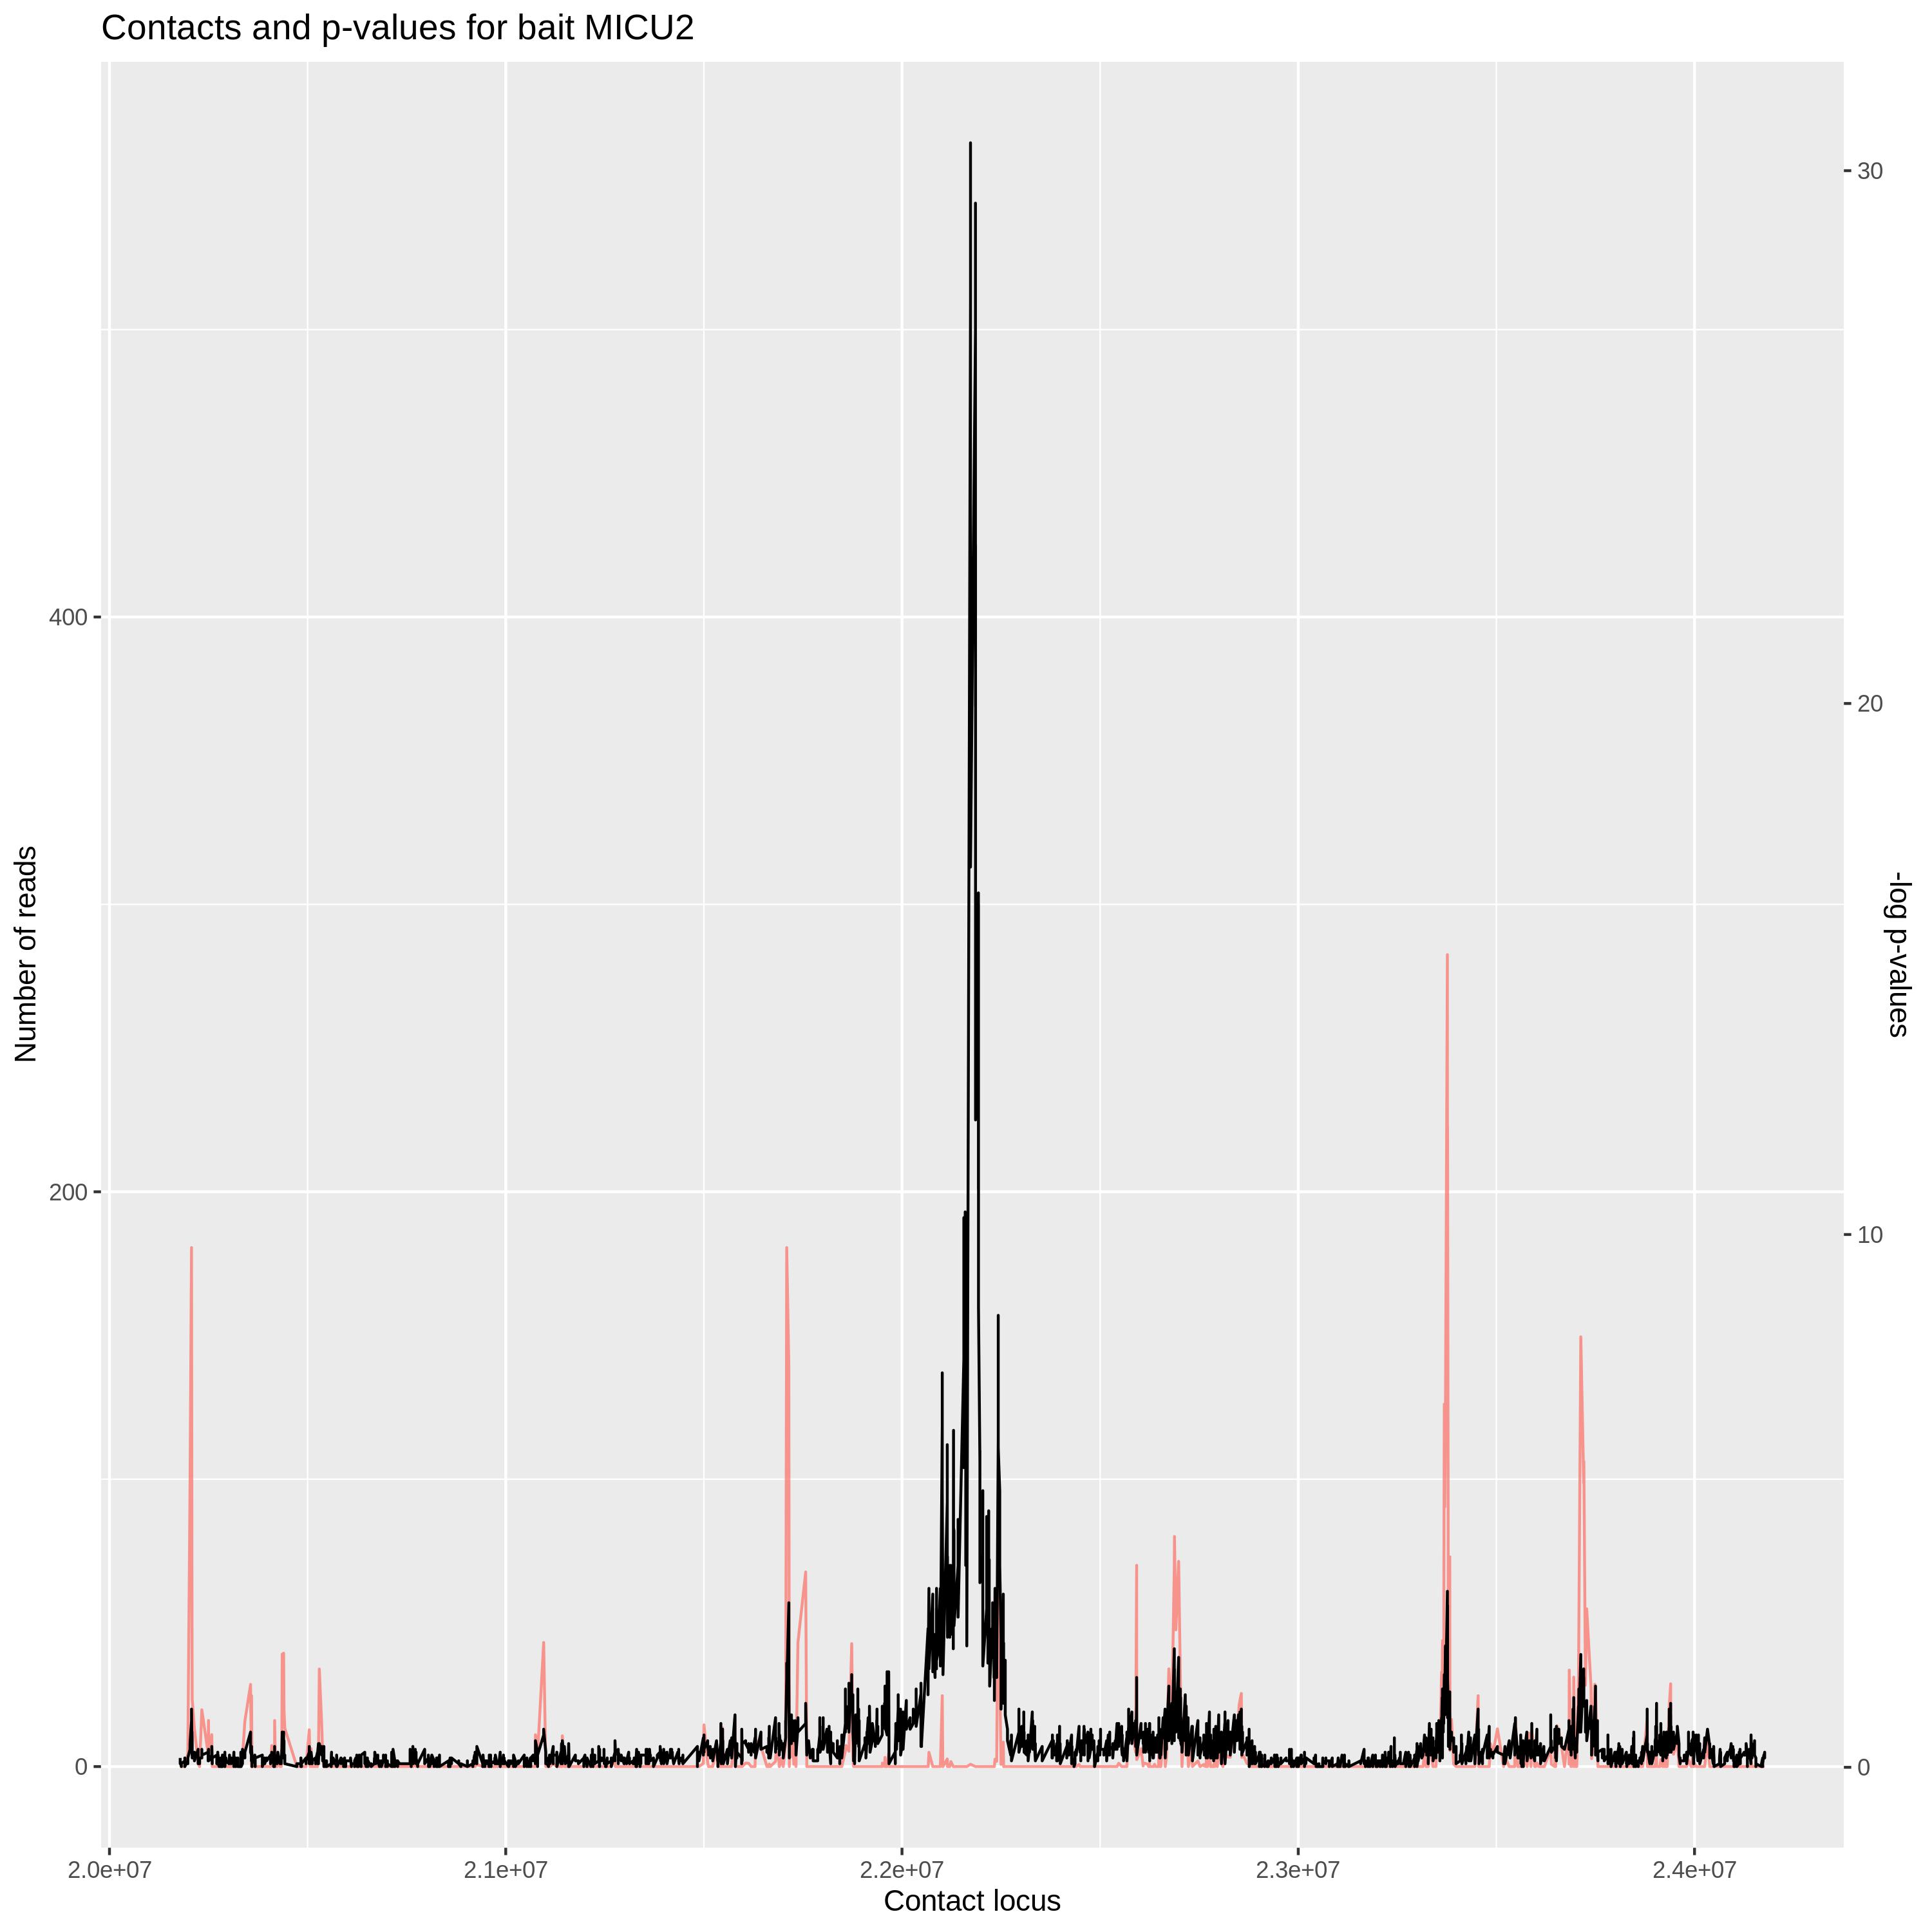 Contacts and p-values for bait MICU2
Number of reads
400
200
0
30
20
10
0
-log p-values
2.0e+07
2.1e+07
2.2e+07
2.3e+07
2.4e+07
Contact locus